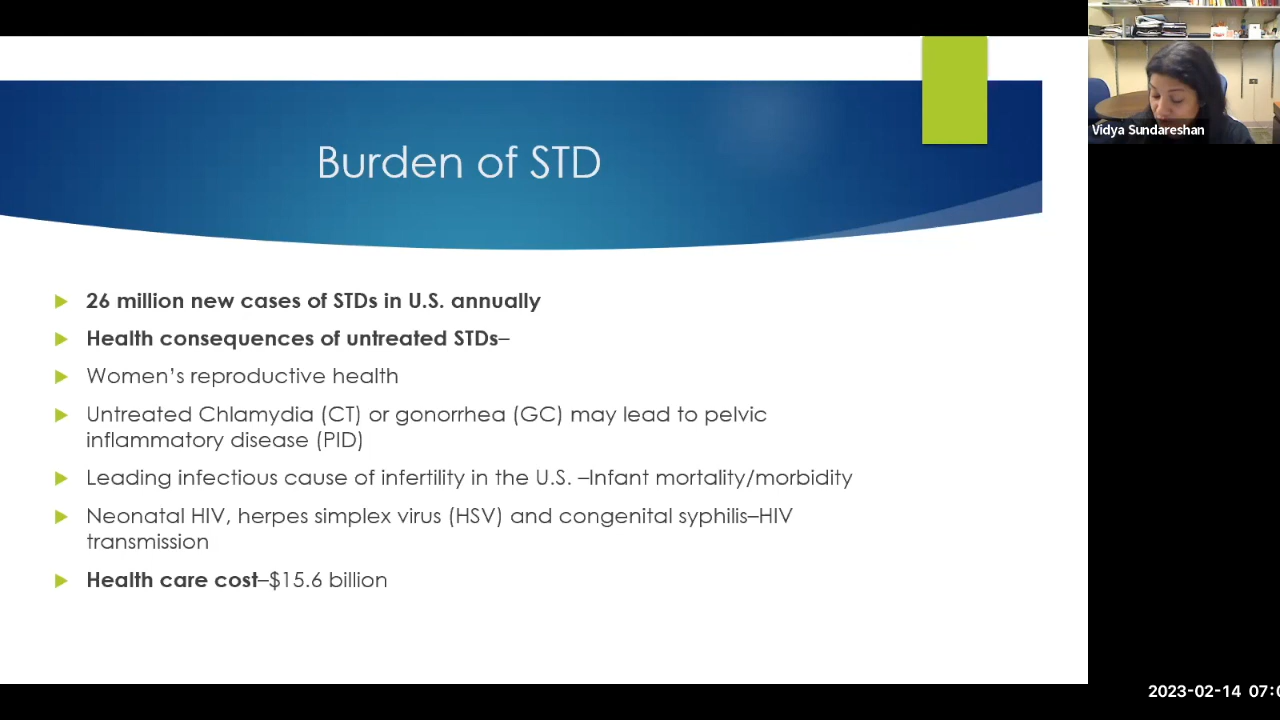 Burden of STD
26 million new cases of STDs in U.S. annually
Health consequences of untreated STDs–
Women's reproductive health
Untreated Chlamydia (CT) or gonorrhea (GC) may lead to pelvic
inflammatory disease (PID)
Leading infectious cause of infertility in the U.S. –Infant mortality/morbidity
Neonatal HIV, herpes simplex virus (HSV) and congenital syphilis–HIV
transmission
Health care cost–$15.6 billion
Vidya Sundareshan
2023-02-14 07:0